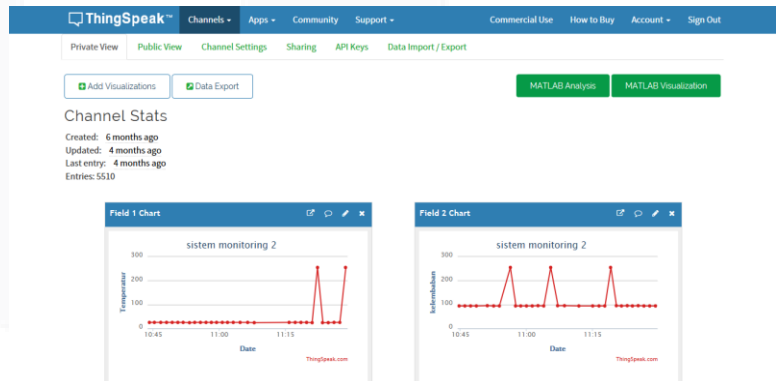 ThingSpeak™ Channels Apps Community Support Commercial Use How to Buy Account Sign Out
Private View Public View Channel Settings Sharing API Keys Data Import / Export
Add Visualizations Data Export MATLAB Analysis MATLAB Visualization
Channel Stats
Created: 6 months ago
Updated: 4 months ago
Last entry: 4 months ago
Entries: 5510
Field 1 Chart
sistem monitoring 2
Temperatur
300
200
100
0
10:45 11:00 11:15
Date
ThingSpeak.com
Field 2 Chart
sistem monitoring 2
kelembaban
300
200
100
0
10:45 11:00 11:15
Date
ThingSpeak.com